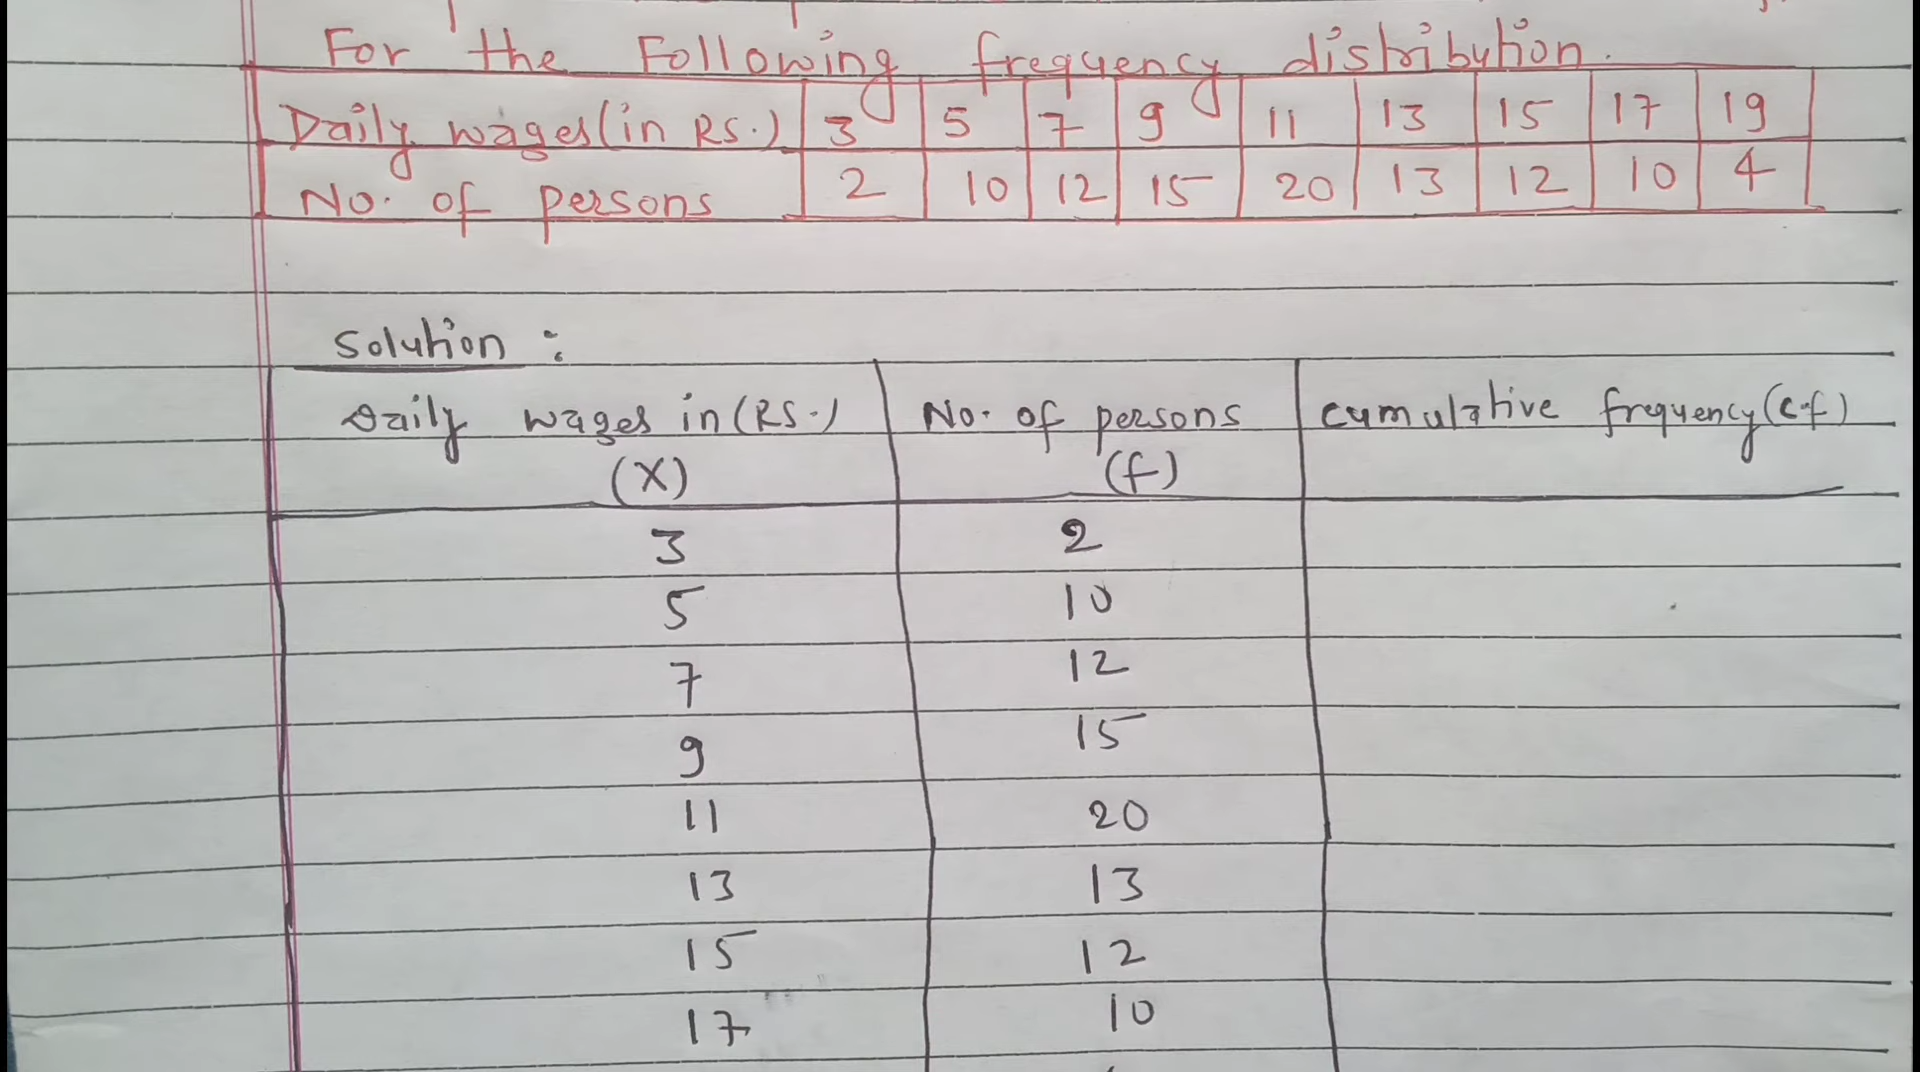 For the Following frequency distribution.
Daily wages (in RS.) 3 5 7 9 11 13 15 17 19
No. of persons 2 10 12 15 20 13 12 10 4
Solution :
Daily wages in (RS.) No. of persons cumulative frequency (c.f)
(X) (f)
3 2
5 10
7 12
9 15
11 20
13 13
15 12
17 10